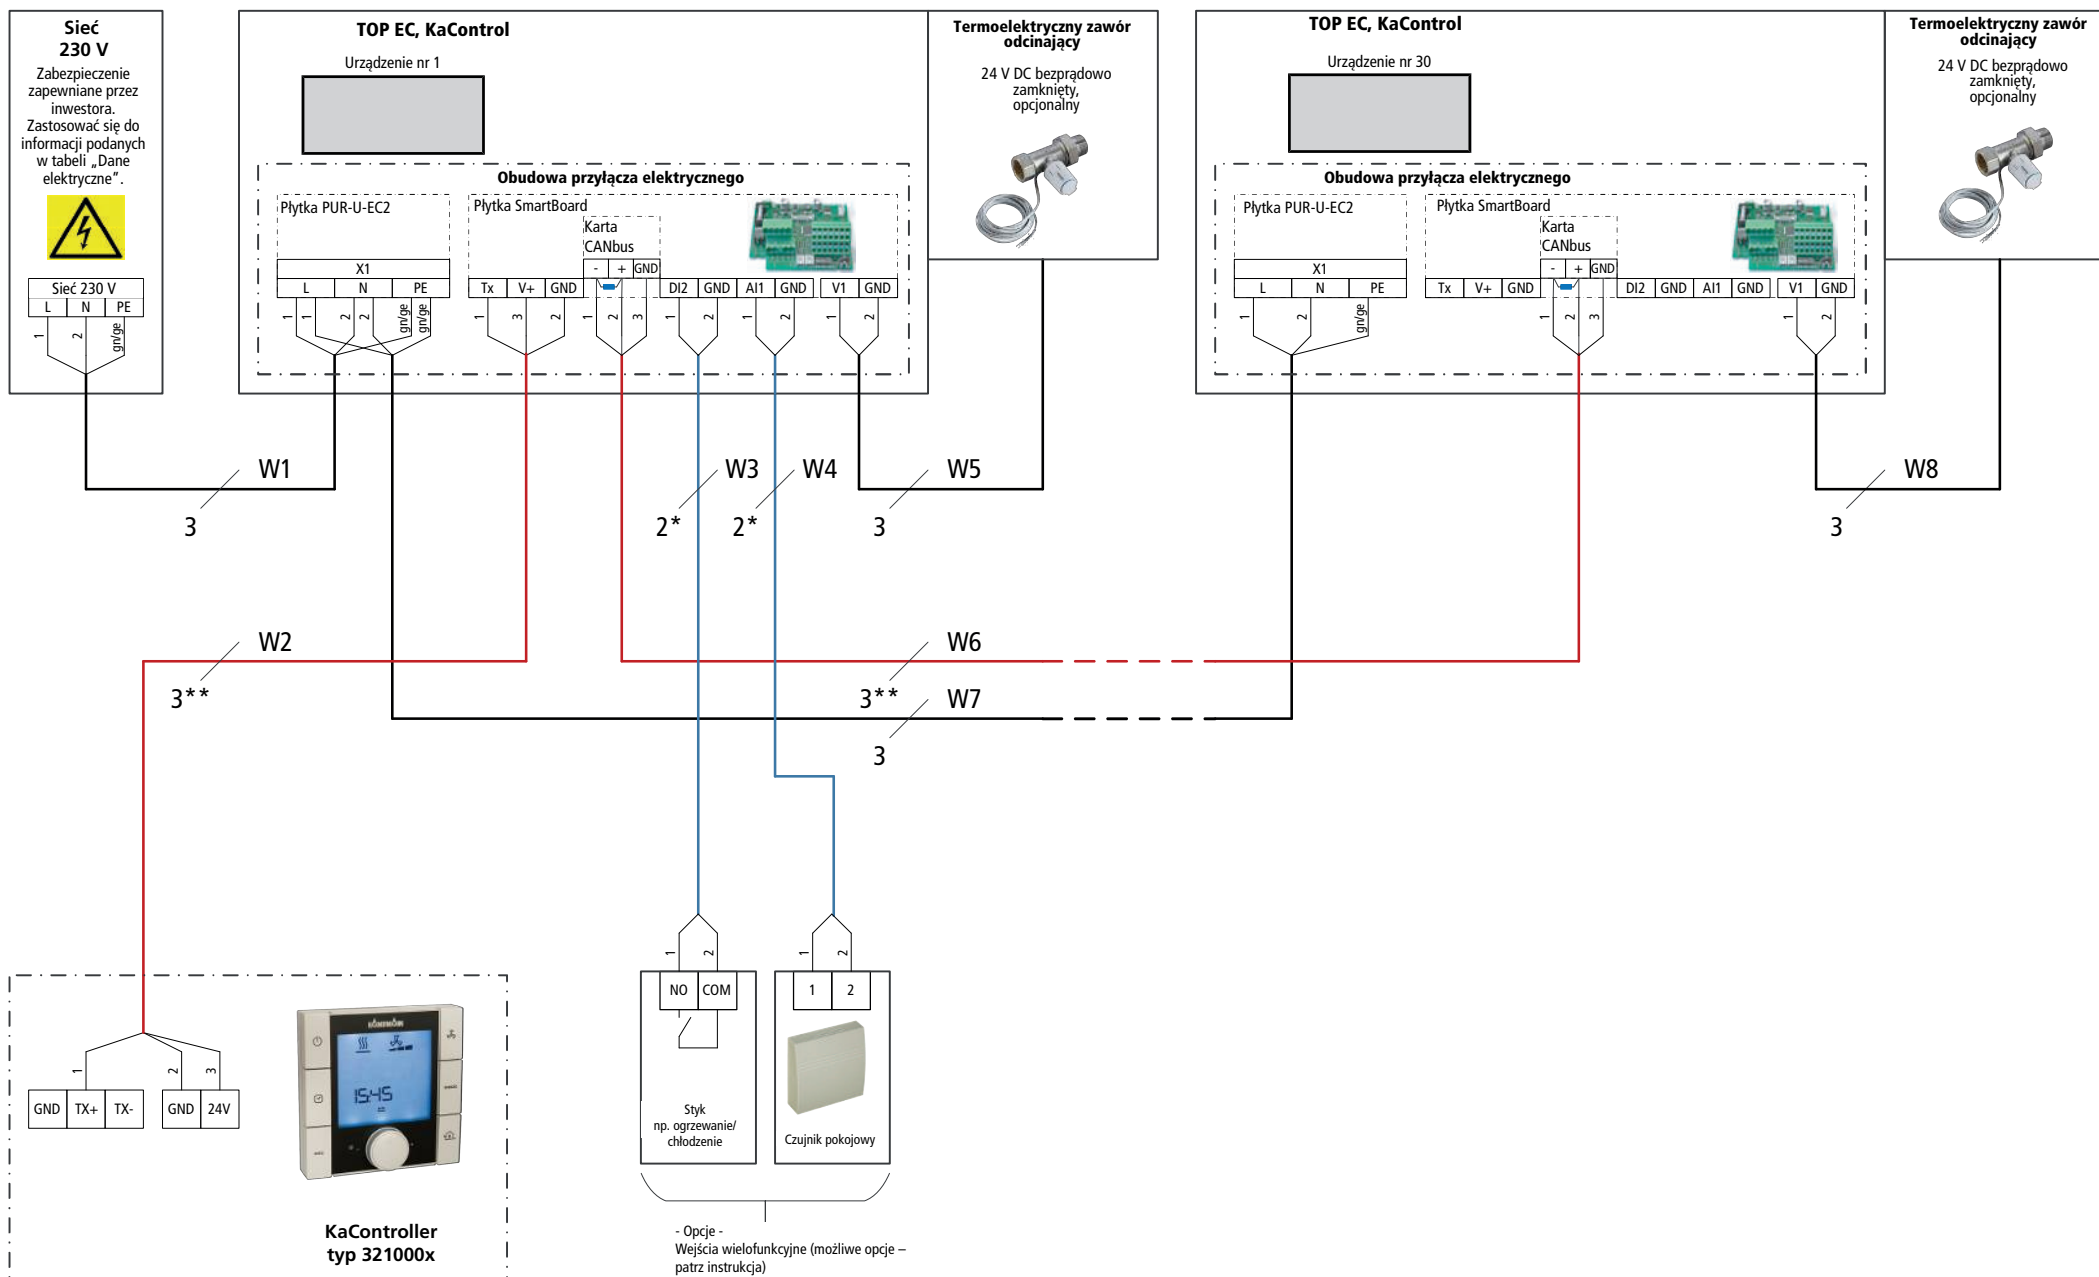 Sieć
230 V
Zabezpieczenie
zapewniane przez
inwestora.
Zastosować się do
informacji podanych
w tabeli „Dane
elektryczne”.
Sieć 230 V
L N PE
1 2 gn/ge
TOP EC, KaControl
Urządzenie nr 1
Obudowa przyłącza elektrycznego
Płytka PUR-U-EC2
X1
L N PE
1 1 2 2 gn/ge gn/ge
Płytka SmartBoard
Karta
CANbus
- + GND
Tx V+ GND DI2 GND AI1 GND V1 GND
1 3 2 1 2 3 1 2 1 2 1 2
Termoelektryczny zawór
odcinający
24 V DC bezprądowo
zamknięty,
opcjonalny
TOP EC, KaControl
Urządzenie nr 30
Obudowa przyłącza elektrycznego
Płytka PUR-U-EC2
X1
L N PE
1 2 gn/ge
Płytka SmartBoard
Karta
CANbus
- + GND
Tx V+ GND DI2 GND AI1 GND V1 GND
1 2 3 1 2
Termoelektryczny zawór
odcinający
24 V DC bezprądowo
zamknięty,
opcjonalny
W1
3
W3
2*
W4
2*
W5
3
W8
3
W2
3**
W6
3**
W7
3
1 2 3
GND TX+ TX- GND 24V
15:45
KaController
typ 321000x
1 2
NO COM
Styk
np. ogrzewanie/
chłodzenie
1 2
1 2
Czujnik pokojowy
- Opcje -
Wejścia wielofunkcyjne (możliwe opcje –
patrz instrukcja)